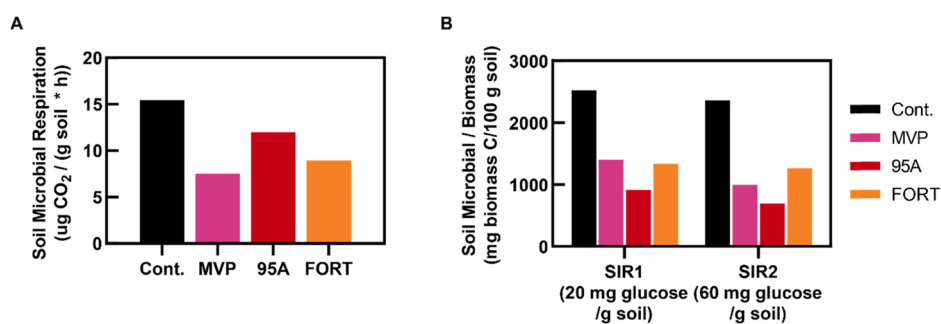 A
Soil Microbial Respiration
(ug CO₂ / (g soil * h))
20
15
10
5
0
Cont. MVP 95A FORT
B
Soil Microbial / Biomass
(mg biomass C/100 g soil)
3000
2000
1000
0
SIR1
(20 mg glucose
/g soil)
SIR2
(60 mg glucose
/g soil)
Cont.
MVP
95A
FORT